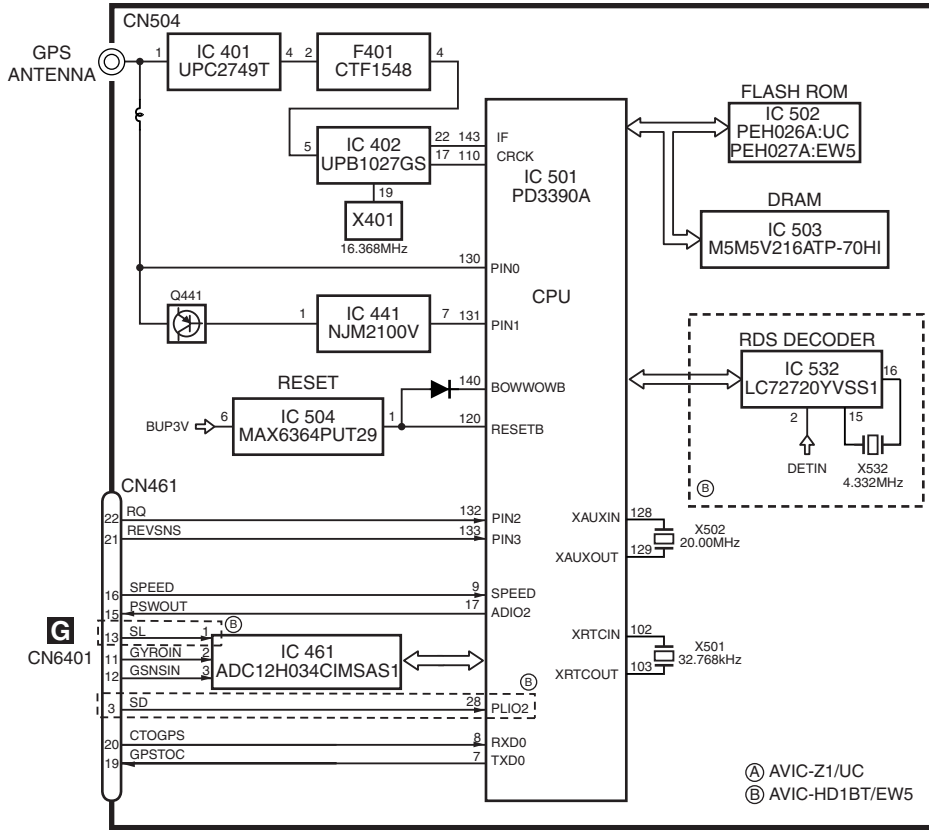 CN504
GPS
ANTENNA
1
IC 401
UPC2749T
4
2
F401
CTF1548
4
5
IC 402
UPB1027GS
22
143
IF
17
110
CRCK
19
X401
16.368MHz
IC 501
PD3390A
CPU
FLASH ROM
IC 502
PEH026A:UC
PEH027A:EW5
DRAM
IC 503
M5M5V216ATP-70HI
130
PIN0
Q441
1
IC 441
NJM2100V
7
131
PIN1
RDS DECODER
IC 532
LC72720YVSS1
16
2
15
DETIN
X532
4.332MHz
B
RESET
BUP3V
6
IC 504
MAX6364PUT29
1
140
BOWWOWB
120
RESETB
CN461
22
RQ
132
PIN2
21
REVSNS
133
PIN3
XAUXIN
128
X502
20.00MHz
XAUXOUT
129
16
SPEED
9
SPEED
15
PSWOUT
17
ADIO2
G
CN6401
13
SL
1
B
11
GYROIN
2
12
GSNSIN
3
IC 461
ADC12H034CIMSAS1
XRTCIN
102
X501
32.768kHz
XRTCOUT
103
B
3
SD
28
PLIO2
20
CTOGPS
8
RXD0
19
GPSTOC
7
TXD0
A AVIC-Z1/UC
B AVIC-HD1BT/EW5